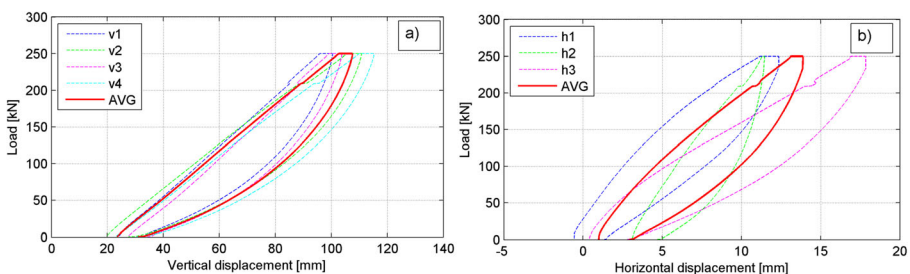 a)
v1
v2
v3
v4
AVG
300
250
200
150
100
50
0
Load [kN]
0 20 40 60 80 100 120 140
Vertical displacement [mm]
b)
h1
h2
h3
AVG
300
250
200
150
100
50
0
Load [kN]
-5 0 5 10 15 20
Horizontal displacement [mm]